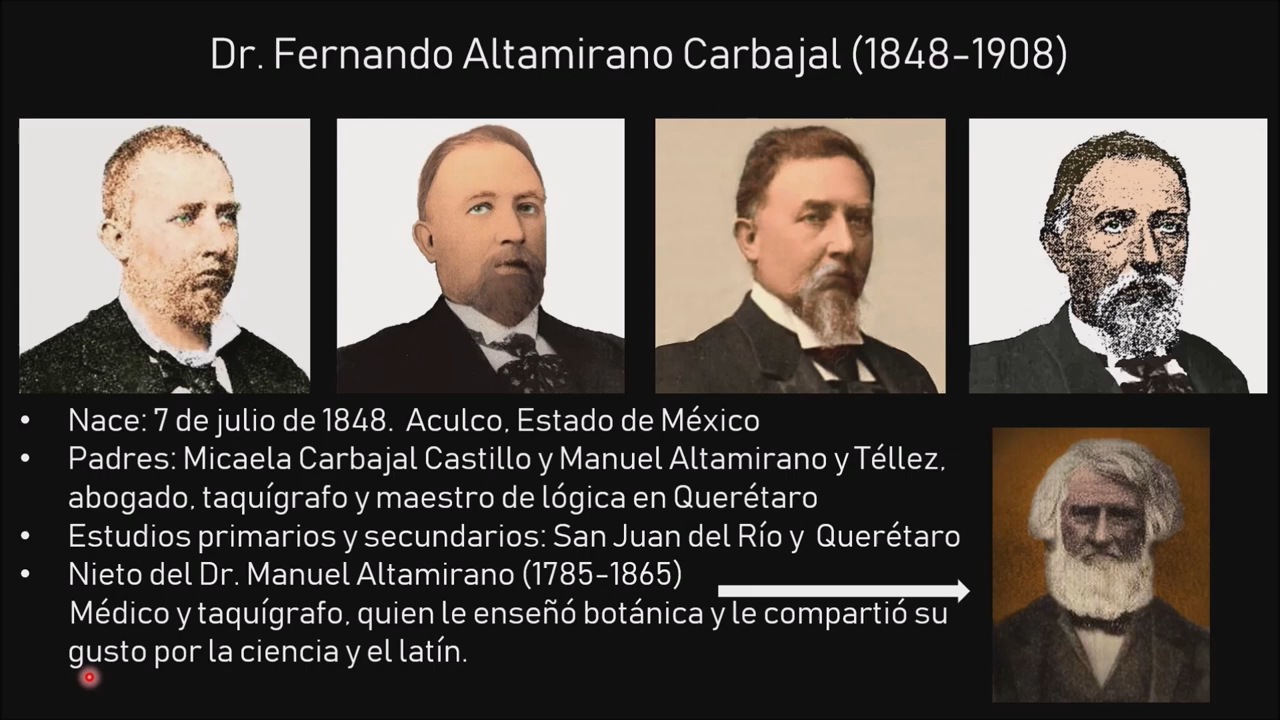 Dr. Fernando Altamirano Carbajal (1848-1908)
• Nace: 7 de julio de 1848. Aculco, Estado de México
• Padres: Micaela Carbajal Castillo y Manuel Altamirano y Téllez,
abogado, taquígrafo y maestro de lógica en Querétaro
• Estudios primarios y secundarios: San Juan del Río y Querétaro
• Nieto del Dr. Manuel Altamirano (1785-1865)
Médico y taquígrafo, quien le enseñó botánica y le compartió su
gusto por la ciencia y el latín.